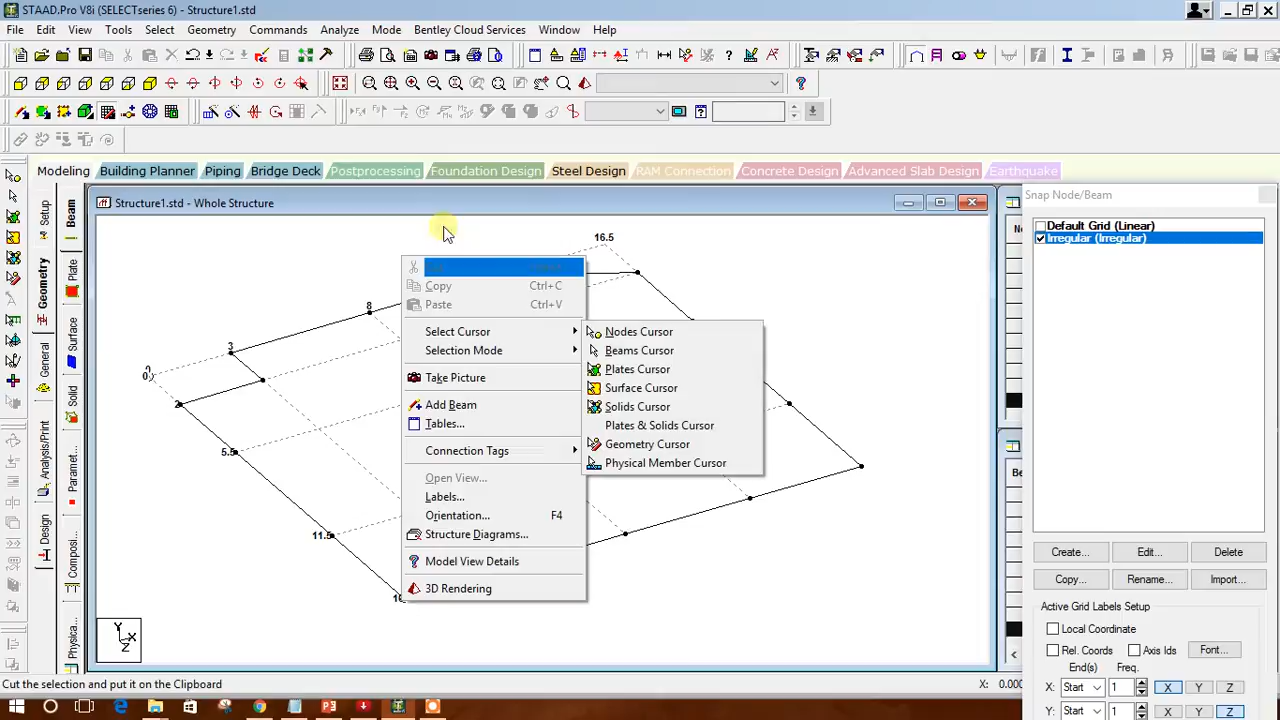 STAAD.Pro V8i (SELECTseries 6) - Structure1.std
File Edit View Tools Select Geometry Commands Analyze Mode Bentley Cloud Services Window Help
Modeling Building Planner Piping Bridge Deck Postprocessing Foundation Design Steel Design RAM Connection Concrete Design Advanced Slab Design Earthquake
Setup
Geometry
General
Analysis/Print
Design
Beam
Plate
Surface
Solid
Parametric
Composi...
Physica...
Structure1.std - Whole Structure
16.5
8
3
0
2
5.5
11.5
Copy Ctrl+C
Paste Ctrl+V
Select Cursor
Selection Mode
Take Picture
Add Beam
Tables...
Connection Tags
Open View...
Labels...
Orientation... F4
Structure Diagrams...
Model View Details
3D Rendering
Nodes Cursor
Beams Cursor
Plates Cursor
Surface Cursor
Solids Cursor
Plates & Solids Cursor
Geometry Cursor
Physical Member Cursor
Y
X
Z
Snap Node/Beam
Default Grid (Linear)
Irregular (Irregular)
Create... Edit... Delete
Copy... Rename... Import...
Active Grid Labels Setup
Local Coordinate
Rel. Coords Axis Ids Font...
End(s) Freq.
X: Start 1 X Y Z
Y: Start 1 X Y Z
Cut the selection and put it on the Clipboard
X: 0.000